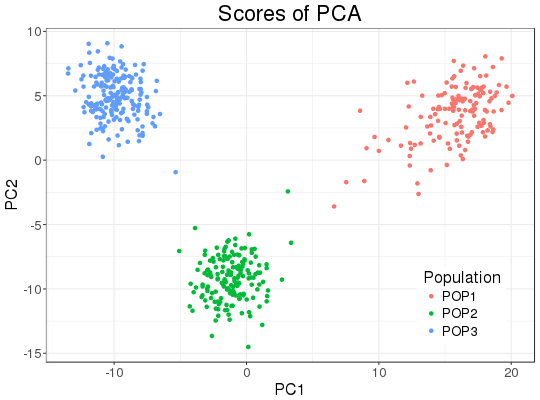 Scores of PCA
10
5
0
-5
-10
-15
PC2
-10
0
10
20
PC1
Population
POP1
POP2
POP3